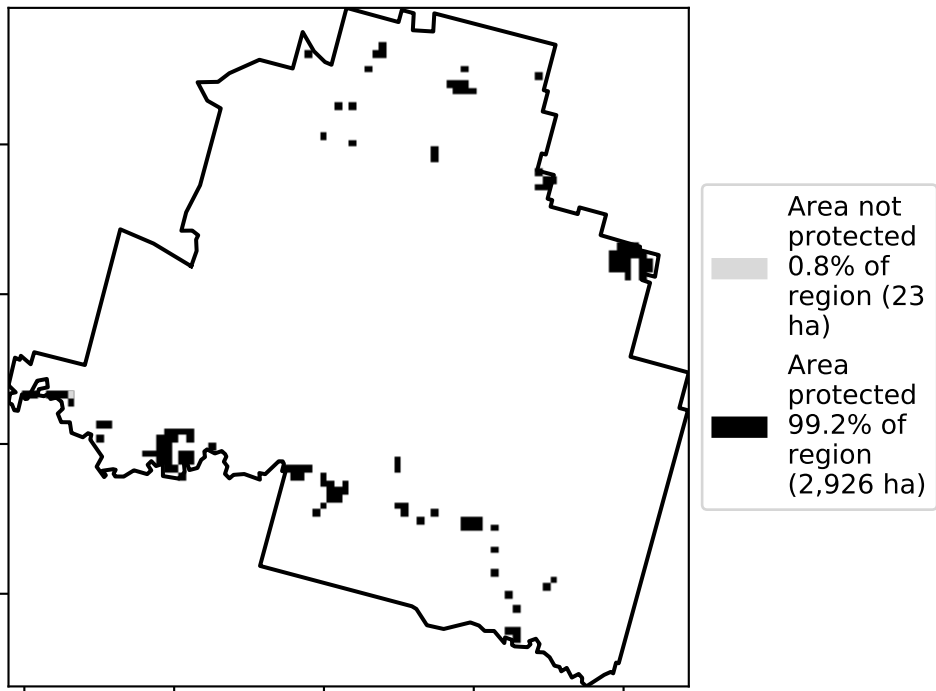 Area not
protected
0.8% of
region (23
ha)
Area
protected
99.2% of
region
(2,926 ha)